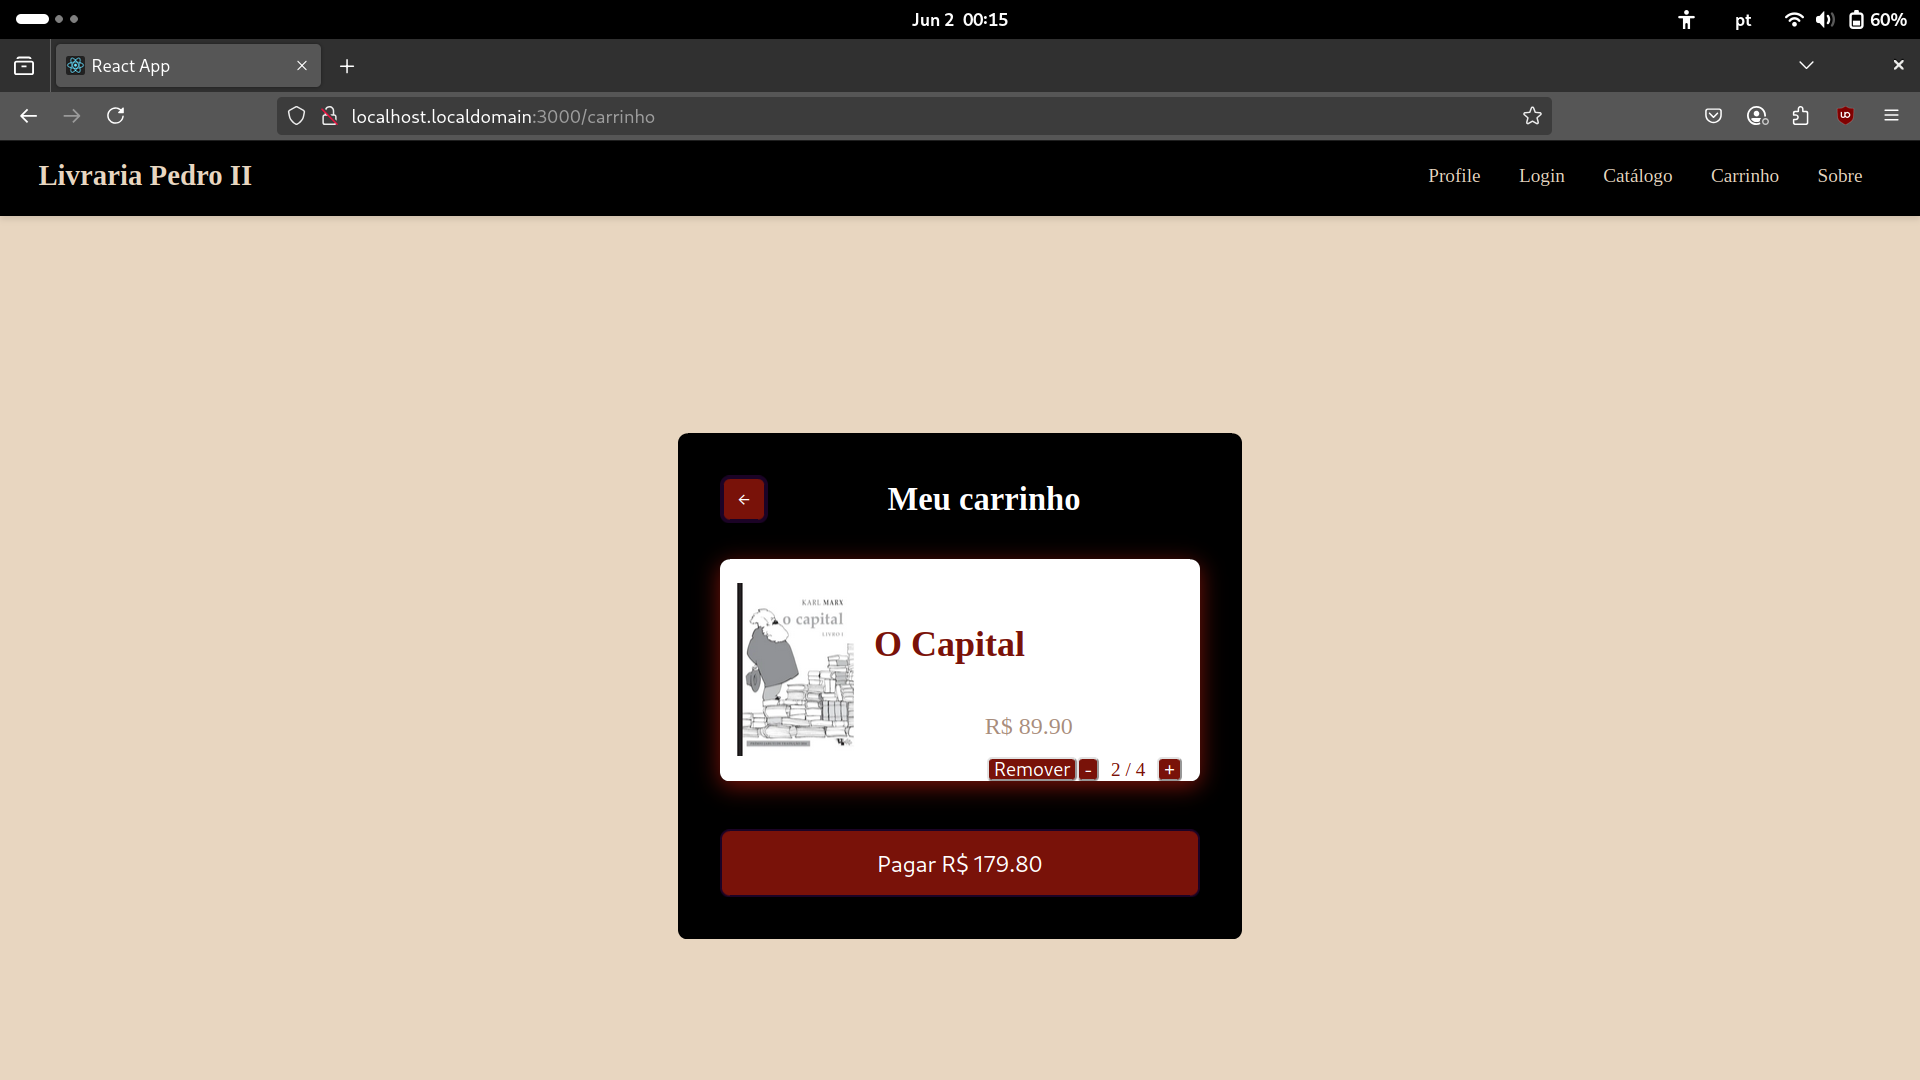 Jun 2 00:15
pt
60%
React App
localhost.localdomain:3000/carrinho
Livraria Pedro II
Profile
Login
Catálogo
Carrinho
Sobre
←
Meu carrinho
KARL MARX
o capital
LIVRO I
O Capital
R$ 89.90
Remover
-
2 / 4
+
Pagar R$ 179.80